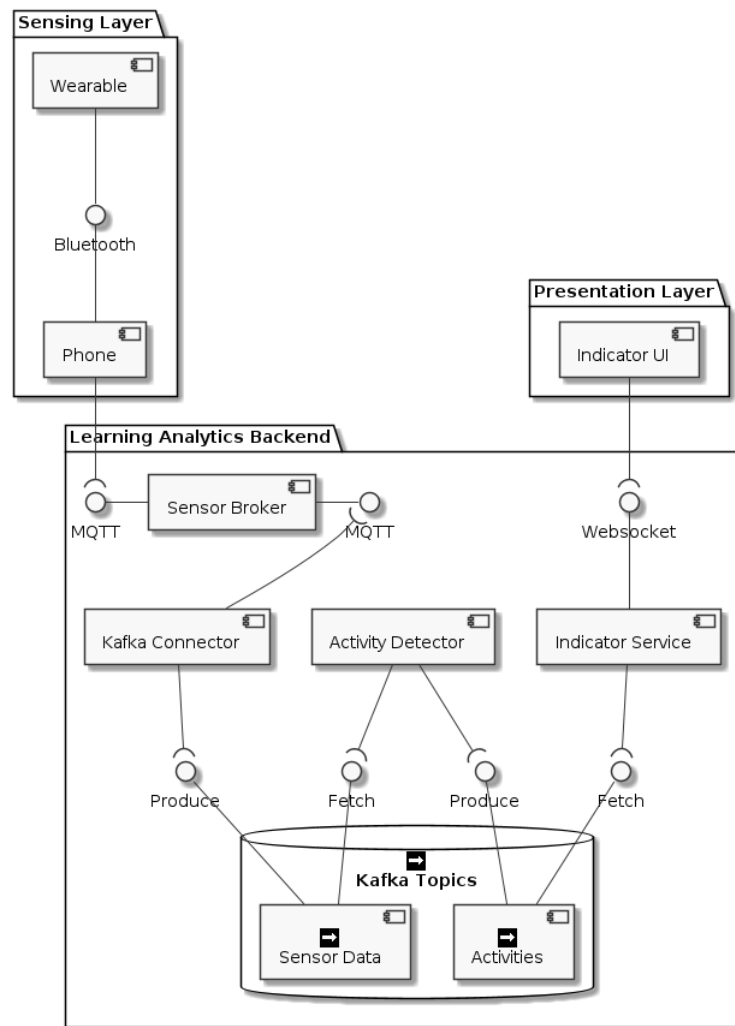 Sensing Layer
Wearable
Bluetooth
Phone
Presentation Layer
Indicator UI
Learning Analytics Backend
Sensor Broker
MQTT
MQTT
Websocket
Kafka Connector
Activity Detector
Indicator Service
Produce
Fetch
Produce
Fetch
Kafka Topics
Sensor Data
Activities